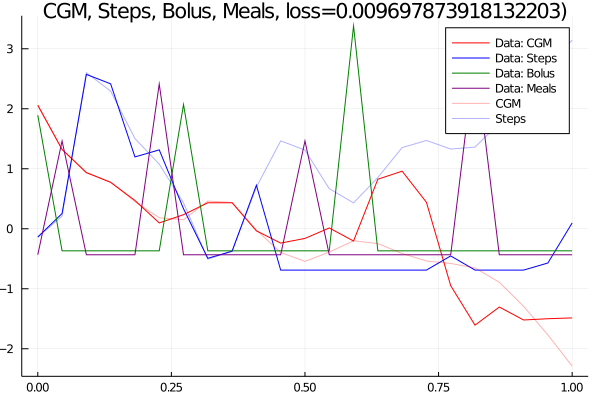 CGM, Steps, Bolus, Meals, loss=0.009697873918132203)
3
2
1
0
−1
−2
Data: CGM
Data: Steps
Data: Bolus
Data: Meals
CGM
Steps
0.00 0.25 0.50 0.75 1.00